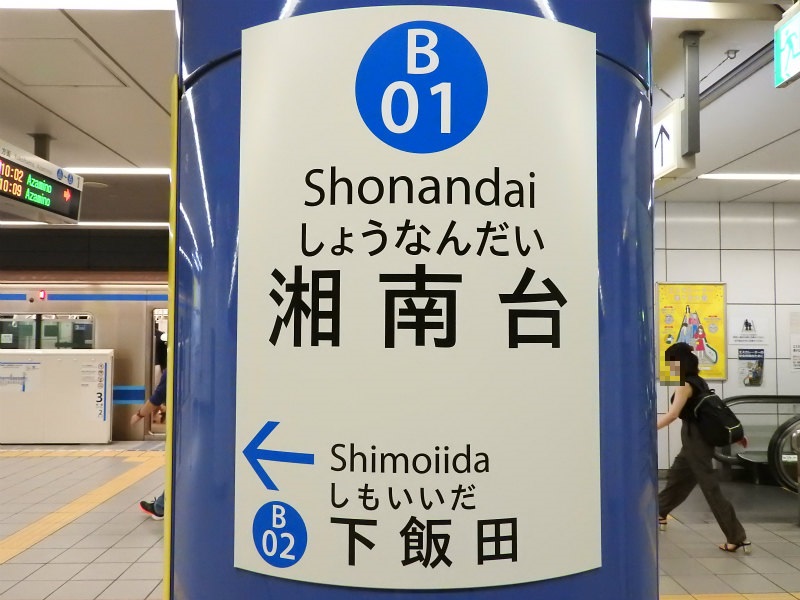 B
01
Shonandai
しょうなんだい
湘南台
←
Shimoiida
しもいいだ
B
02
下飯田
10:02 Azamino
10:09 Azamino
3
↑